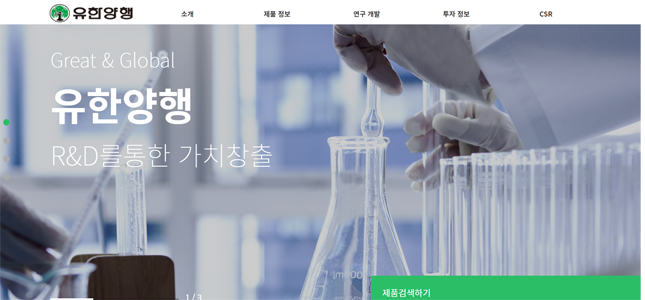 유한양행
소개
제품 정보
연구 개발
투자 정보
CSR
Great & Global
유한양행
R&D를통한 가치창출
1 / 3
제품검색하기